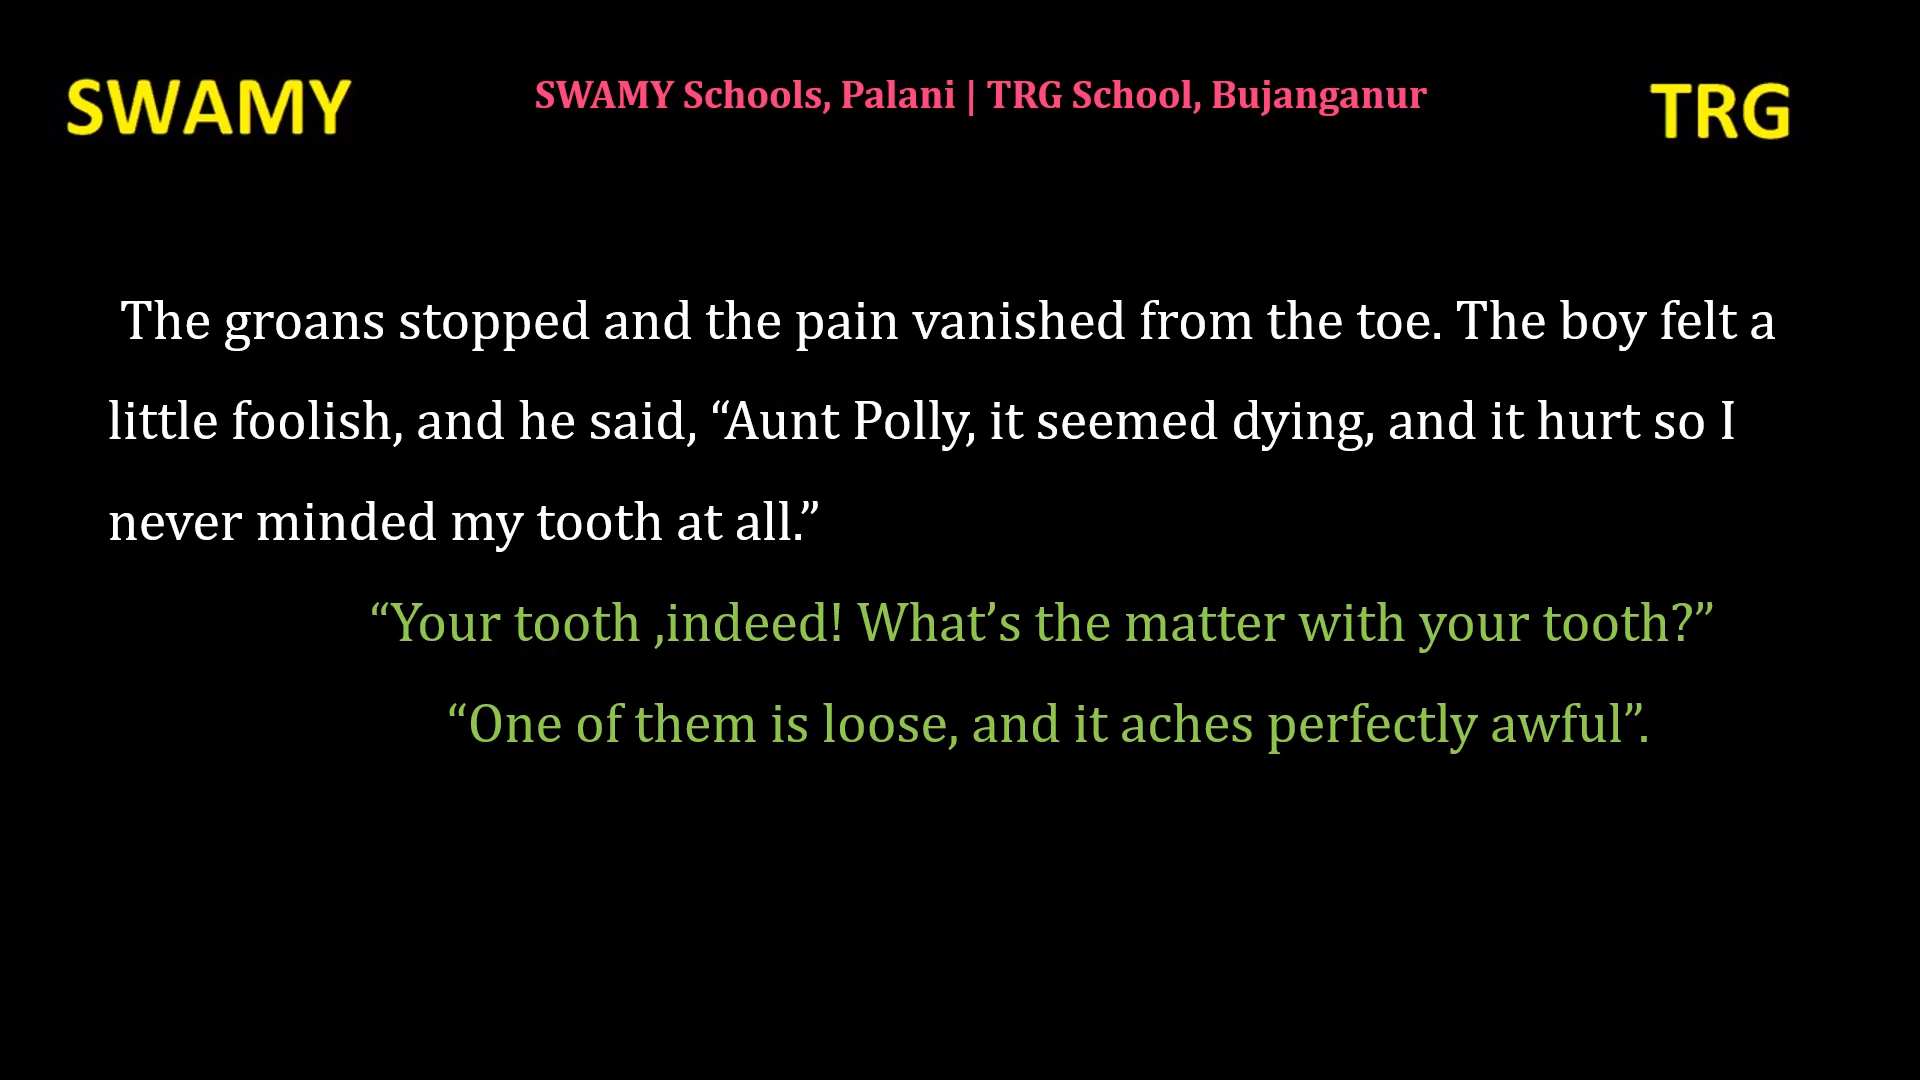 SWAMY
SWAMY Schools, Palani | TRG School, Bujanganur
TRG
The groans stopped and the pain vanished from the toe. The boy felt a
little foolish, and he said, “Aunt Polly, it seemed dying, and it hurt so I
never minded my tooth at all.”
“Your tooth ,indeed! What’s the matter with your tooth?”
“One of them is loose, and it aches perfectly awful”.